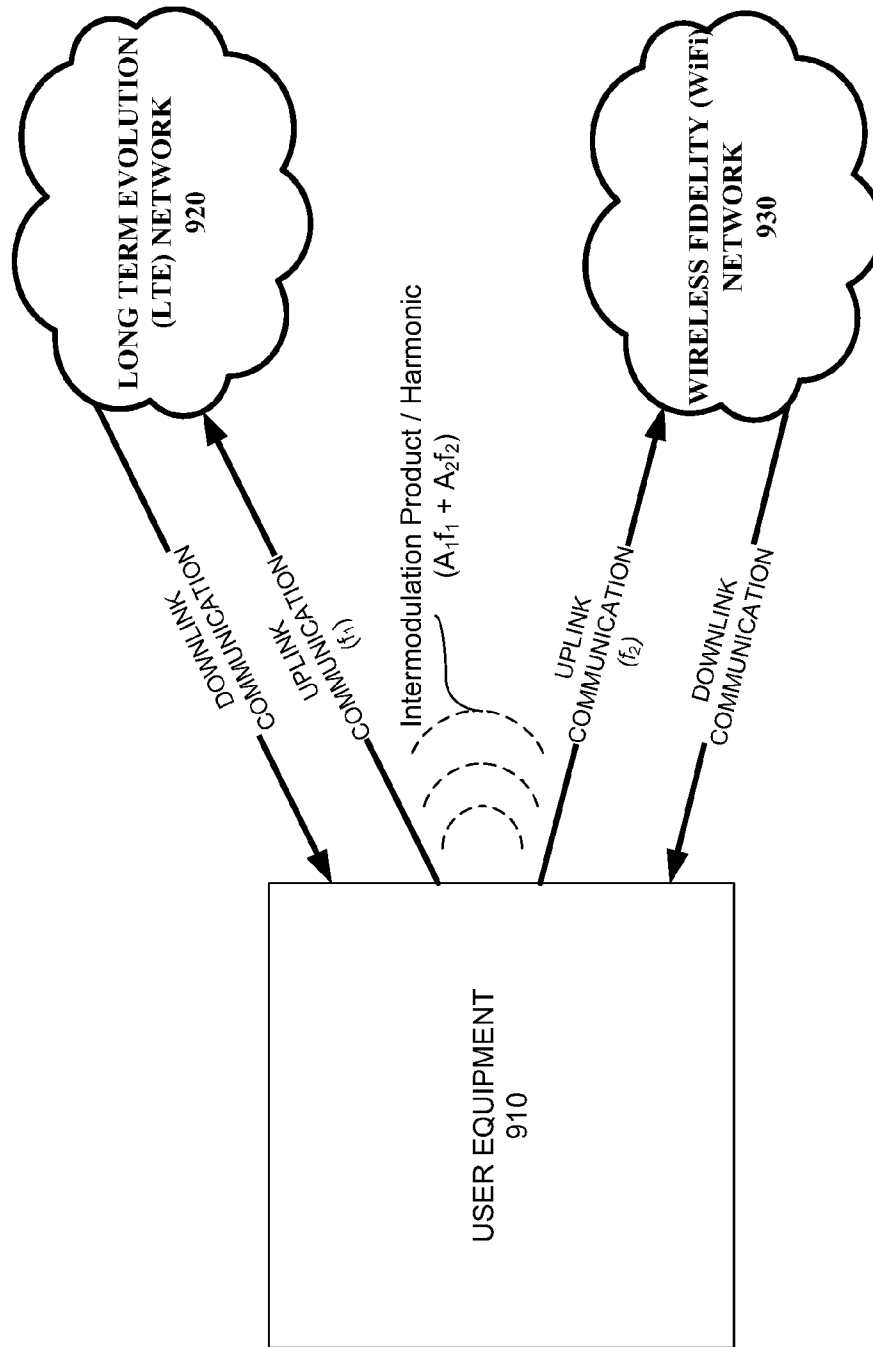 LONG TERM EVOLUTION
(LTE) NETWORK
920
DOWNLINK
COMMUNICATION
UPLINK
COMMUNICATION
(f₁)
Intermodulation Product / Harmonic
(A₁f₁ + A₂f₂)
USER EQUIPMENT
910
UPLINK
COMMUNICATION
(f₂)
DOWNLINK
COMMUNICATION
WIRELESS FIDELITY (WiFi)
NETWORK
930